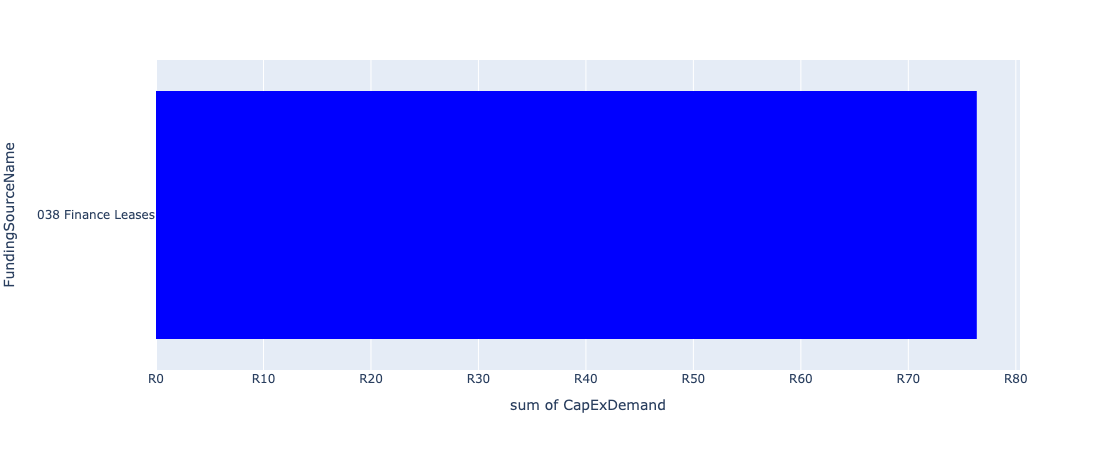 FundingSourceName
038 Finance Leases
R0 R10 R20 R30 R40 R50 R60 R70 R80
sum of CapExDemand